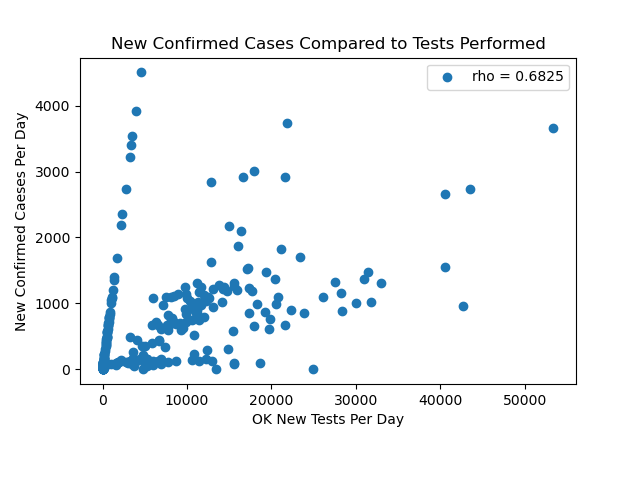 New Confirmed Cases Compared to Tests Performed
rho = 0.6825
New Confirmed Caeses Per Day
4000
3000
2000
1000
0
0
10000
20000
30000
40000
50000
OK New Tests Per Day